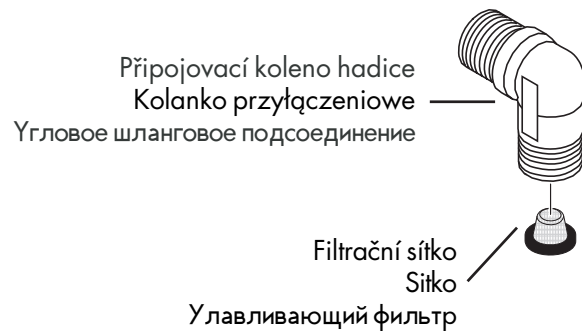 Připojovací koleno hadice
Kolanko przyłączeniowe
Угловое шланговое подсоединение
Filtrační sítko
Sitko
Улавливающий фильтр